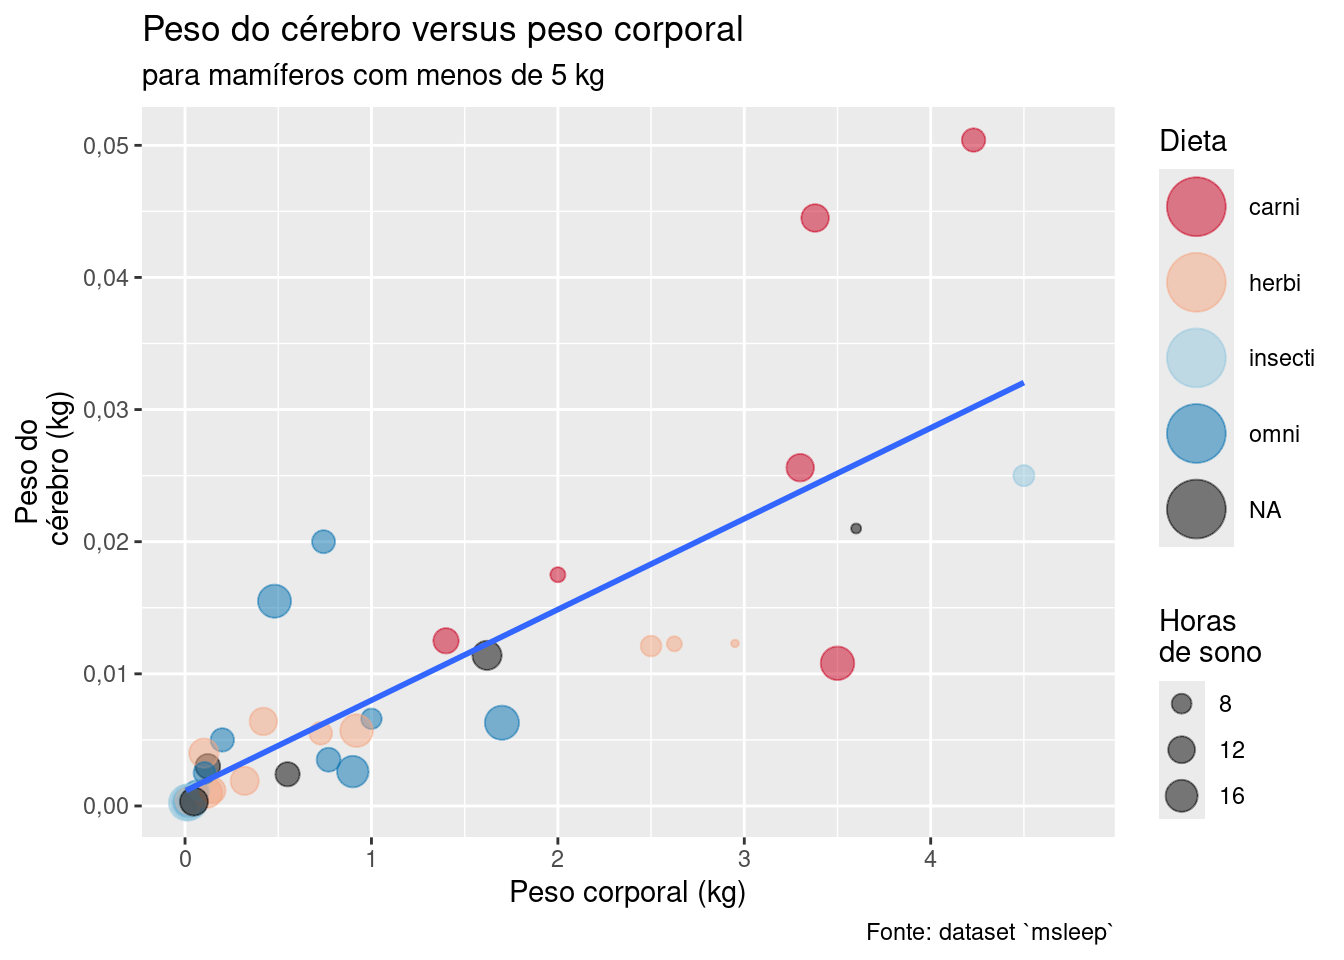 Peso do cérebro versus peso corporal
para mamíferos com menos de 5 kg
0,05
0,04
0,03
0,02
0,01
0,00
Peso do
cérebro (kg)
0
1
2
3
4
Peso corporal (kg)
Dieta
carni
herbi
insecti
omni
NA
Horas
de sono
8
12
16
Fonte: dataset `msleep`